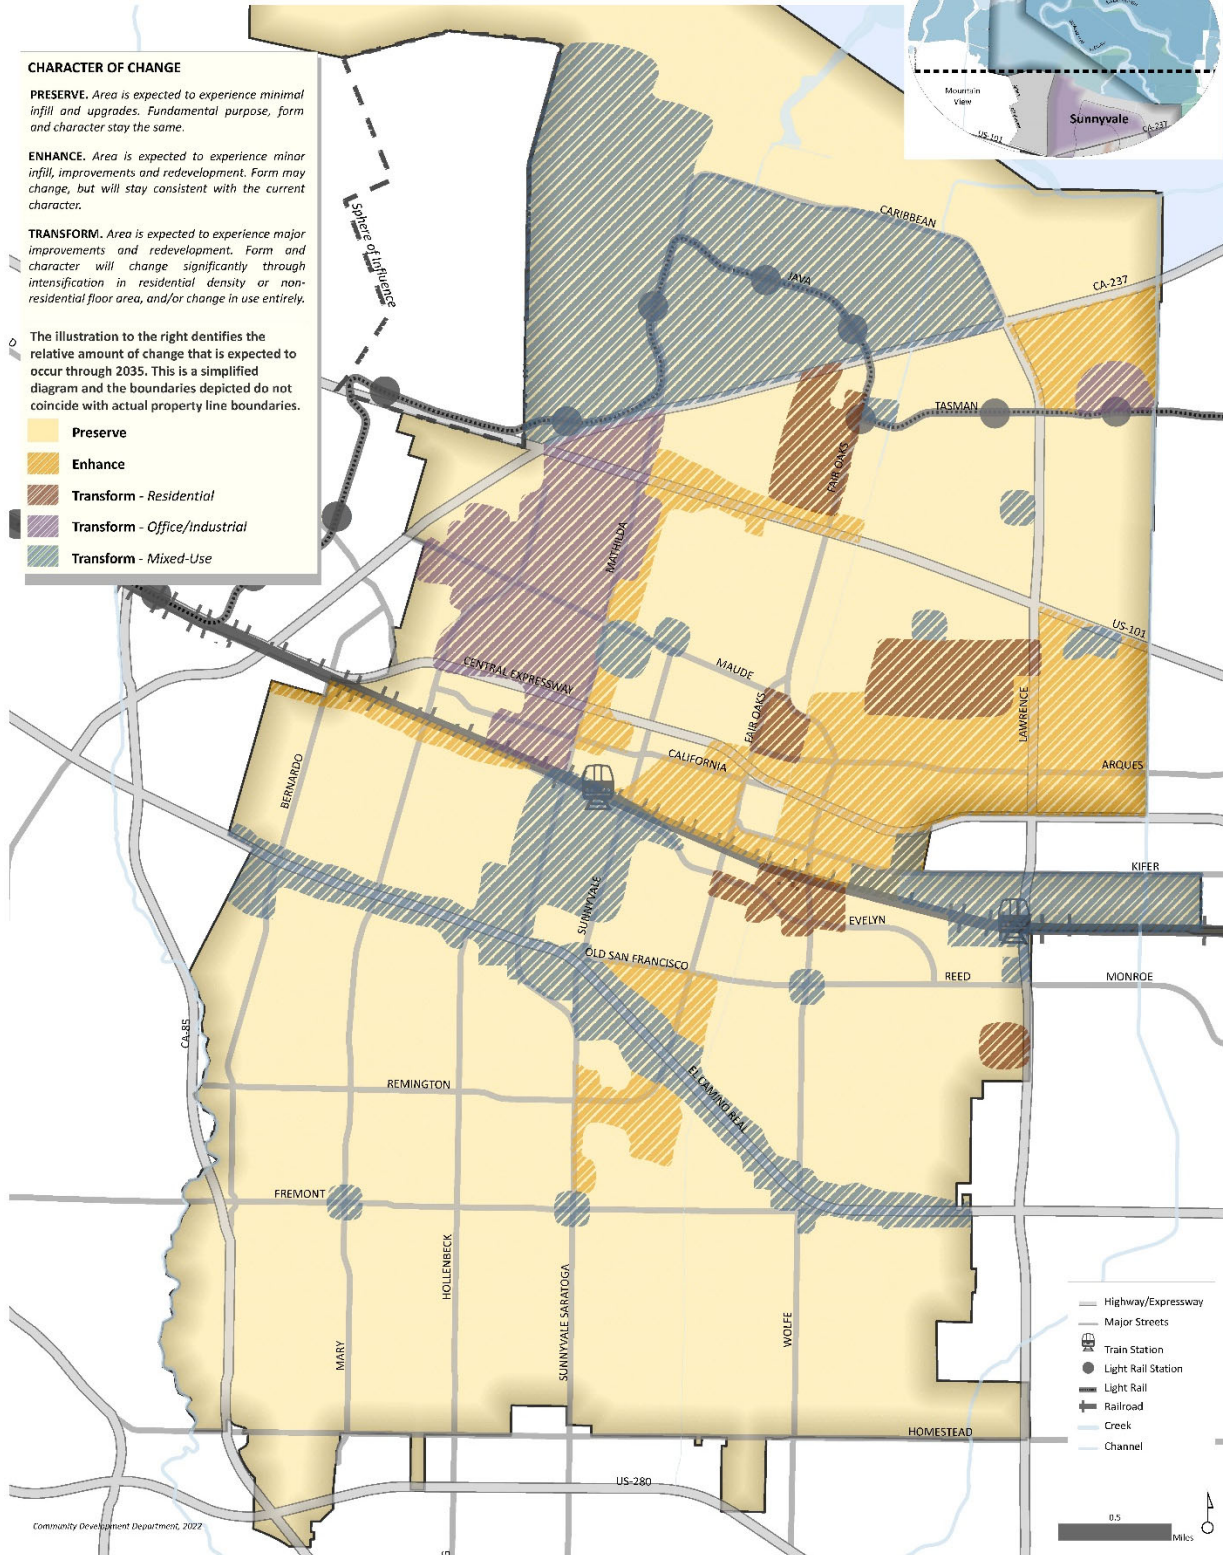 CHARACTER OF CHANGE
PRESERVE. Area is expected to experience minimal
infill and upgrades. Fundamental purpose, form
and character stay the same.
ENHANCE. Area is expected to experience minor
infill, improvements and redevelopment. Form may
change, but will stay consistent with the current
character.
TRANSFORM. Area is expected to experience major
improvements and redevelopment. Form and
character will change significantly through
intensification in residential density or non-
residential floor area, and/or change in use entirely.
The illustration to the right dentifies the
relative amount of change that is expected to
occur through 2035. This is a simplified
diagram and the boundaries depicted do not
coincide with actual property line boundaries.
Preserve
Enhance
Transform - Residential
Transform - Office/Industrial
Transform - Mixed-Use
Mountain
View
Sunnyvale
US-101
CA-237
Sphere of Influence
CARIBBEAN
JAVA
CA-237
TASMAN
FAIR OAKS
MATHILDA
US-101
MAUDE
CENTRAL EXPRESSWAY
FAIR OAKS
LAWRENCE
CALIFORNIA
ARQUES
BERNARDO
KIFER
SUNNYVALE
EVELYN
OLD SAN FRANCISCO
REED
MONROE
CA-85
REMINGTON
EL CAMINO REAL
FREMONT
HOLLENBECK
SUNNYVALE SARATOGA
MARY
WOLFE
HOMESTEAD
US-280
Highway/Expressway
Major Streets
Train Station
Light Rail Station
Light Rail
Railroad
Creek
Channel
0.5
Miles
Community Development Department, 2022